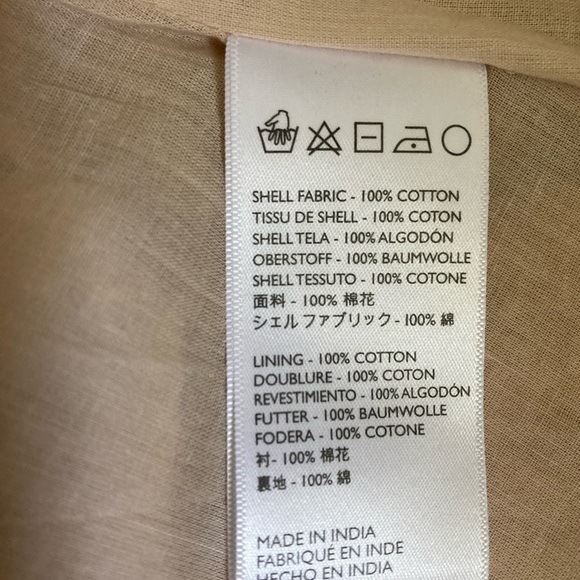 SHELL FABRIC - 100% COTTON
TISSU DE SHELL - 100% COTON
SHELL TELA - 100% ALGODÓN
OBERSTOFF - 100% BAUMWOLLE
SHELL TESSUTO - 100% COTONE
面料 - 100% 棉花
シェルファブリック - 100% 綿
LINING - 100% COTTON
DOUBLURE - 100% COTON
REVESTIMIENTO - 100% ALGODÓN
FUTTER - 100% BAUMWOLLE
FODERA - 100% COTONE
衬- 100% 棉花
裏地 - 100% 綿
MADE IN INDIA
FABRIQUÉ EN INDE
HECHO EN INDIA